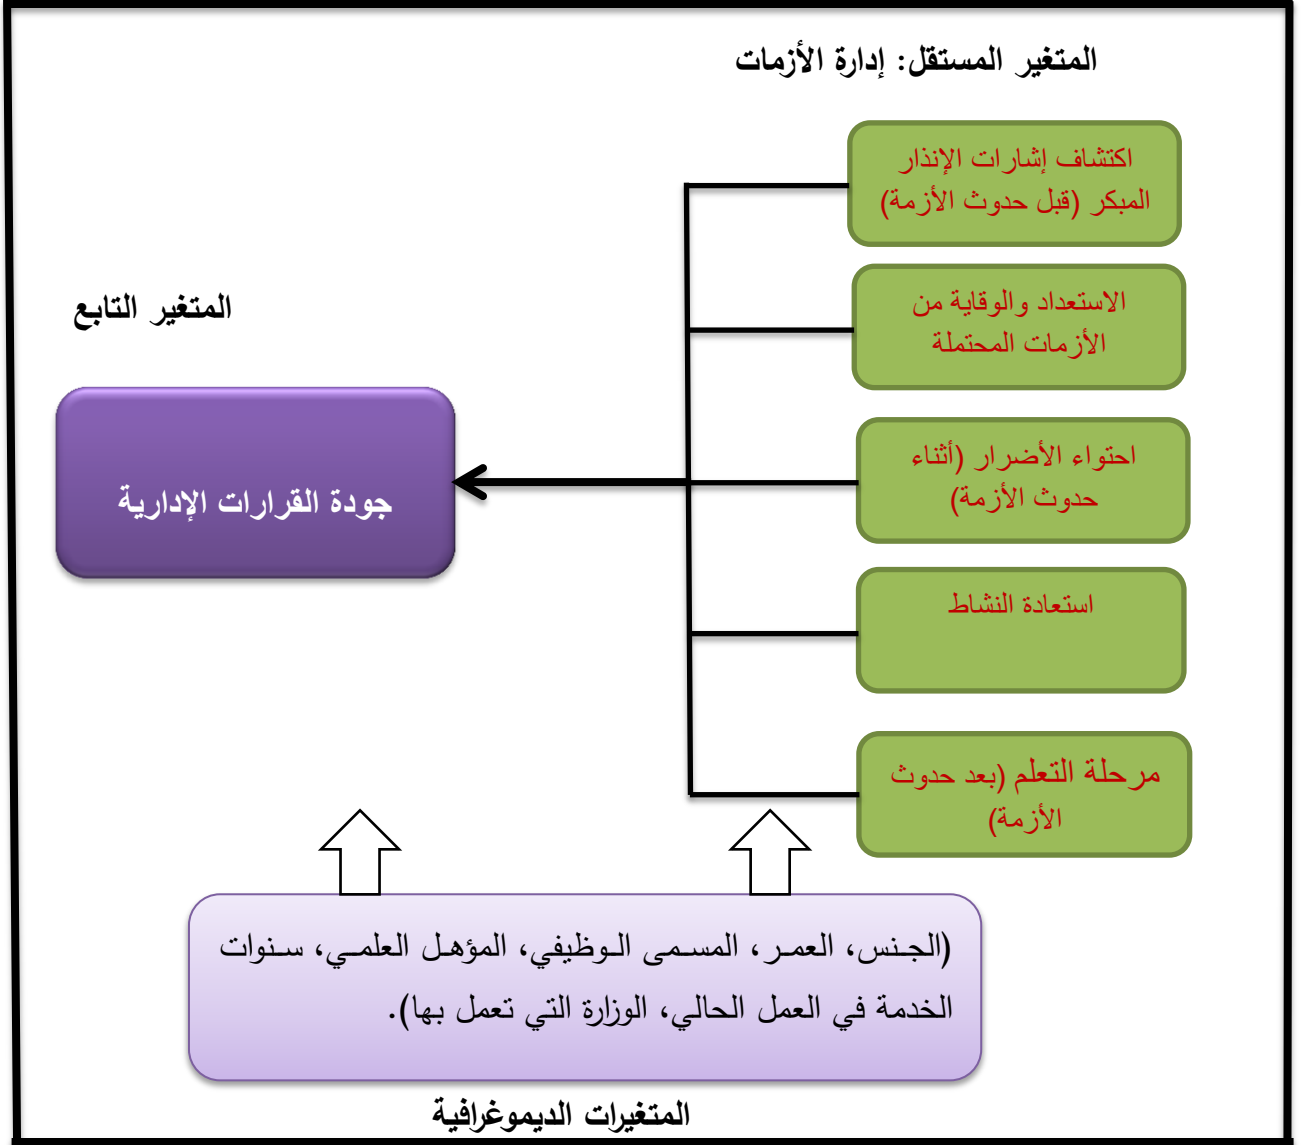 المتغير المستقل: إدارة الأزمات
اكتشاف إشارات الإنذار
المبكر (قبل حدوث الأزمة)
الاستعداد والوقاية من
الأزمات المحتملة
المتغير التابع
احتواء الأضرار (أثناء
حدوث الأزمة)
جودة القرارات الإدارية
استعادة النشاط
مرحلة التعلم (بعد حدوث
الأزمة)
(الجنس، العمر، المسمى الوظيفي، المؤهل العلمي، سنوات
الخدمة في العمل الحالي، الوزارة التي تعمل بها).
المتغيرات الديموغرافية